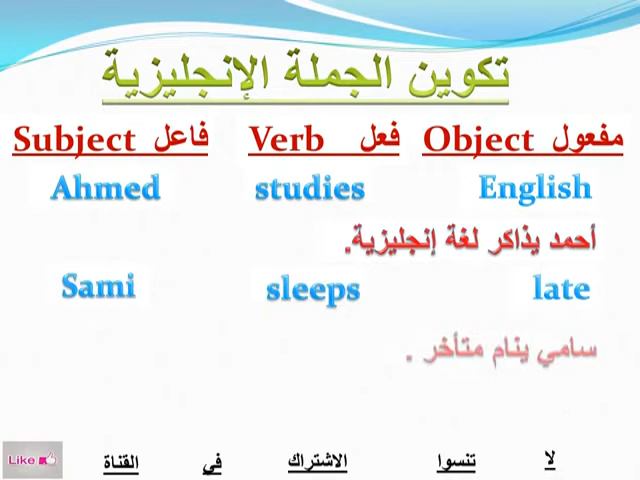 تكوين الجملة الإنجليزية
Subject فاعل Verb فعل Object مفعول
Ahmed studies English
أحمد يذاكر لغة إنجليزية.
Sami sleeps late
سامي ينام متأخر .
لا تنسوا الاشتراك في القناة
Like